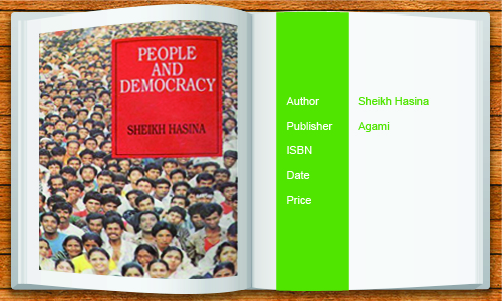 PEOPLE
AND
DEMOCRACY
SHEIKH HASINA
Author Sheikh Hasina
Publisher Agami
ISBN
Date
Price